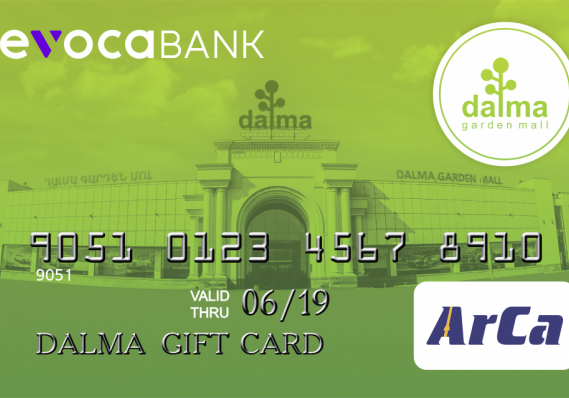 evocaBANK
dalma
garden mall
dalma
ԴԱԼՄԱ ԳԱՐԴԵՆ ՄՈԼ
DALMA GARDEN MALL
9051 0123 4567 8910
9051
VALID
THRU 06/19
DALMA GIFT CARD
ArCa